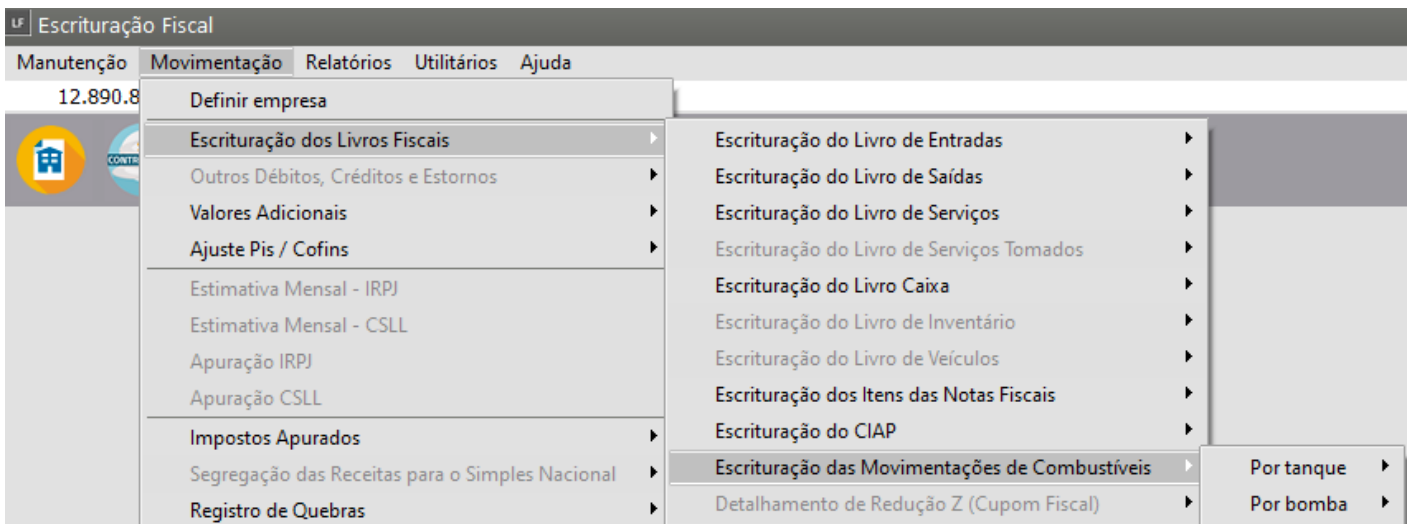 LF Escrituração Fiscal
Manutenção Movimentação Relatórios Utilitários Ajuda
12.890.8
CONTR
Definir empresa
Escrituração dos Livros Fiscais
Outros Débitos, Créditos e Estornos
Valores Adicionais
Ajuste Pis / Cofins
Estimativa Mensal - IRPJ
Estimativa Mensal - CSLL
Apuração IRPJ
Apuração CSLL
Impostos Apurados
Segregação das Receitas para o Simples Nacional
Registro de Quebras
Escrituração do Livro de Entradas
Escrituração do Livro de Saídas
Escrituração do Livro de Serviços
Escrituração do Livro de Serviços Tomados
Escrituração do Livro Caixa
Escrituração do Livro de Inventário
Escrituração do Livro de Veículos
Escrituração dos Itens das Notas Fiscais
Escrituração do CIAP
Escrituração das Movimentações de Combustíveis
Detalhamento de Redução Z (Cupom Fiscal)
Por tanque
Por bomba